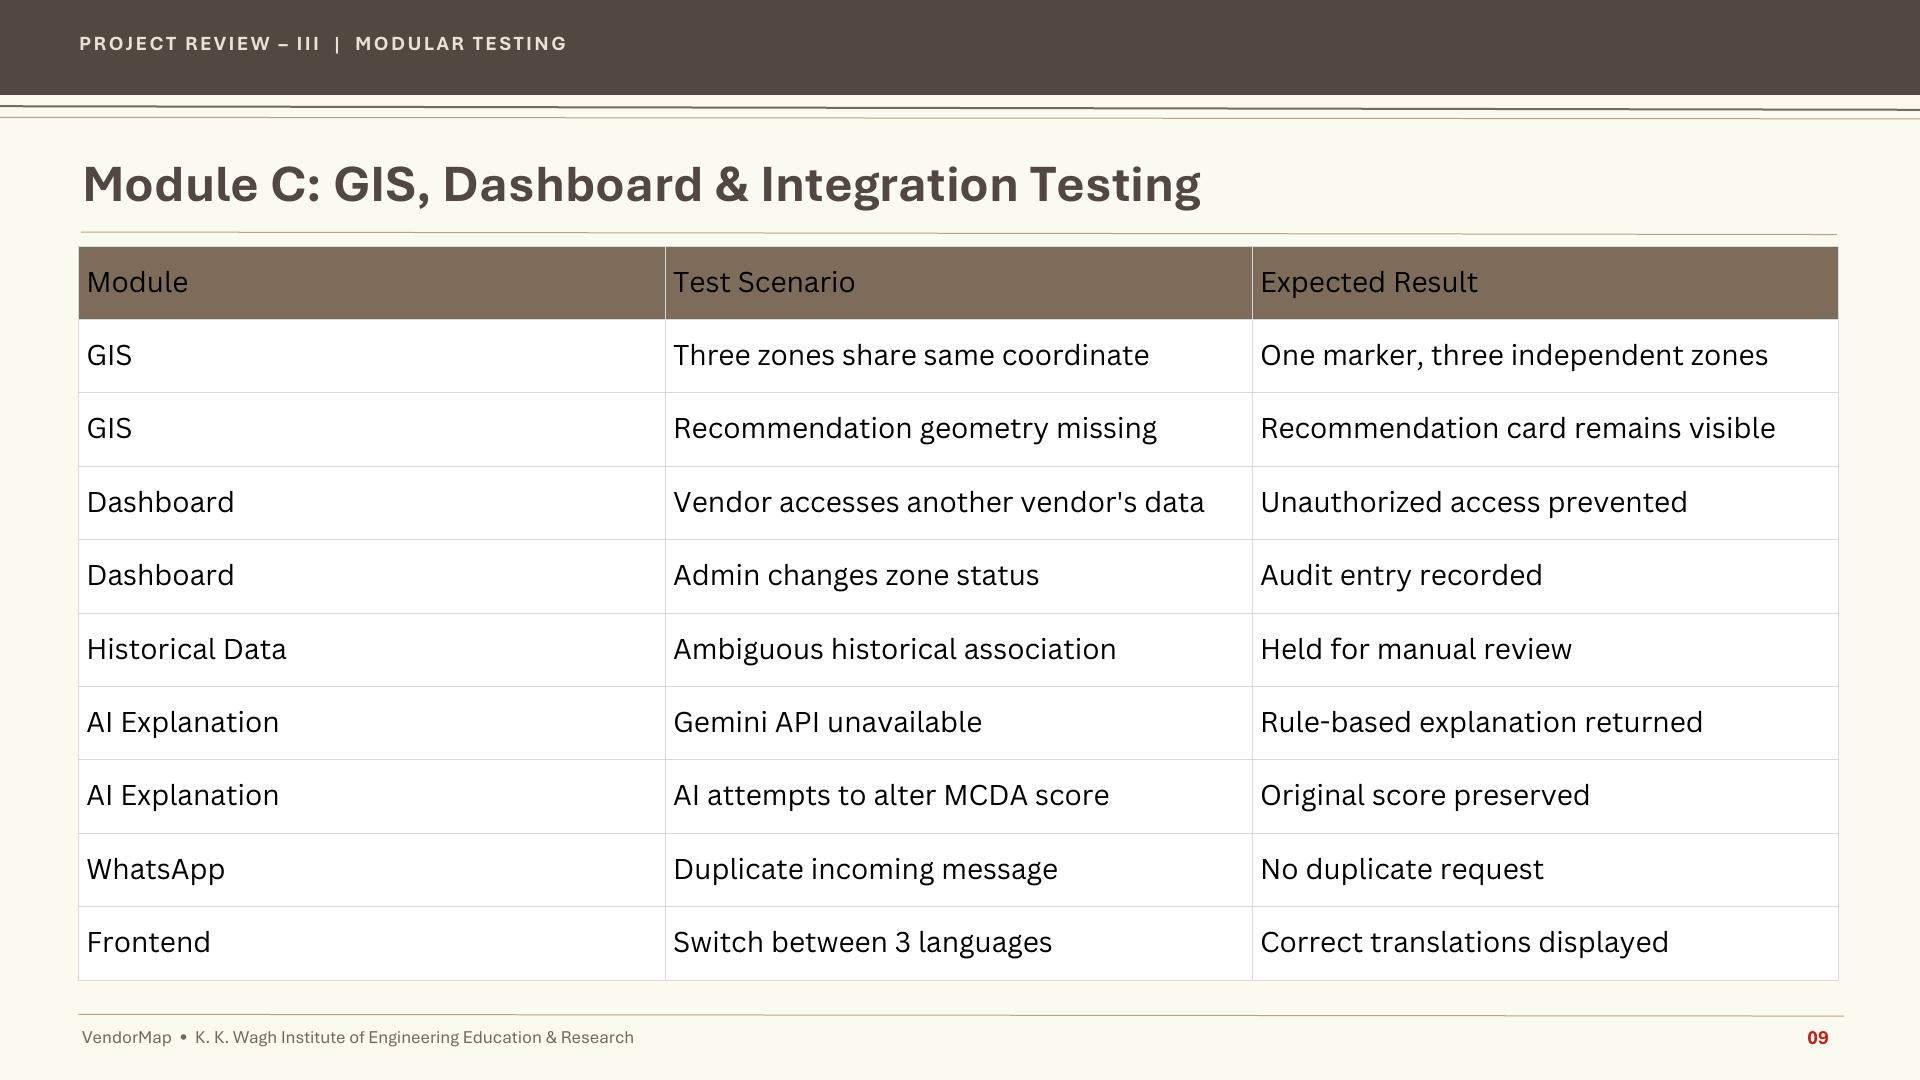 PROJECT REVIEW – III | MODULAR TESTING
Module C: GIS, Dashboard & Integration Testing
Module Test Scenario Expected Result
GIS Three zones share same coordinate One marker, three independent zones
GIS Recommendation geometry missing Recommendation card remains visible
Dashboard Vendor accesses another vendor's data Unauthorized access prevented
Dashboard Admin changes zone status Audit entry recorded
Historical Data Ambiguous historical association Held for manual review
AI Explanation Gemini API unavailable Rule-based explanation returned
AI Explanation AI attempts to alter MCDA score Original score preserved
WhatsApp Duplicate incoming message No duplicate request
Frontend Switch between 3 languages Correct translations displayed
VendorMap • K. K. Wagh Institute of Engineering Education & Research 09